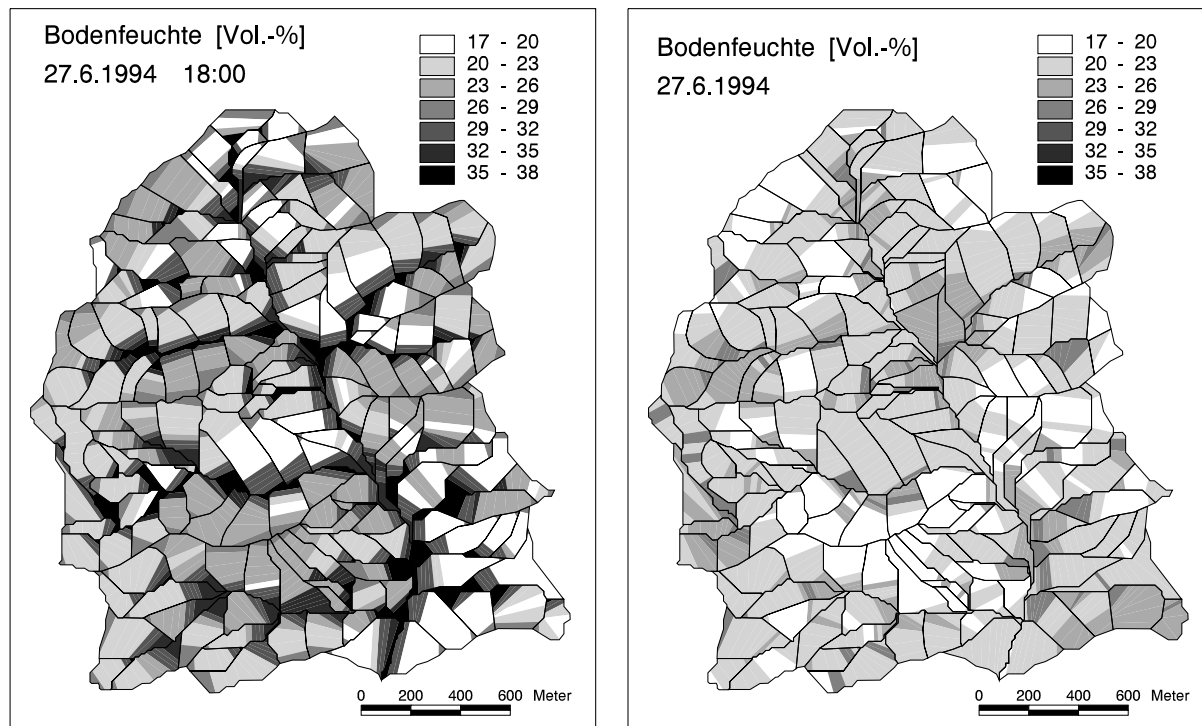 Bodenfeuchte [Vol.-%]
27.6.1994 18:00
17 - 20
20 - 23
23 - 26
26 - 29
29 - 32
32 - 35
35 - 38
0 200 400 600 Meter
Bodenfeuchte [Vol.-%]
27.6.1994
17 - 20
20 - 23
23 - 26
26 - 29
29 - 32
32 - 35
35 - 38
0 200 400 600 Meter